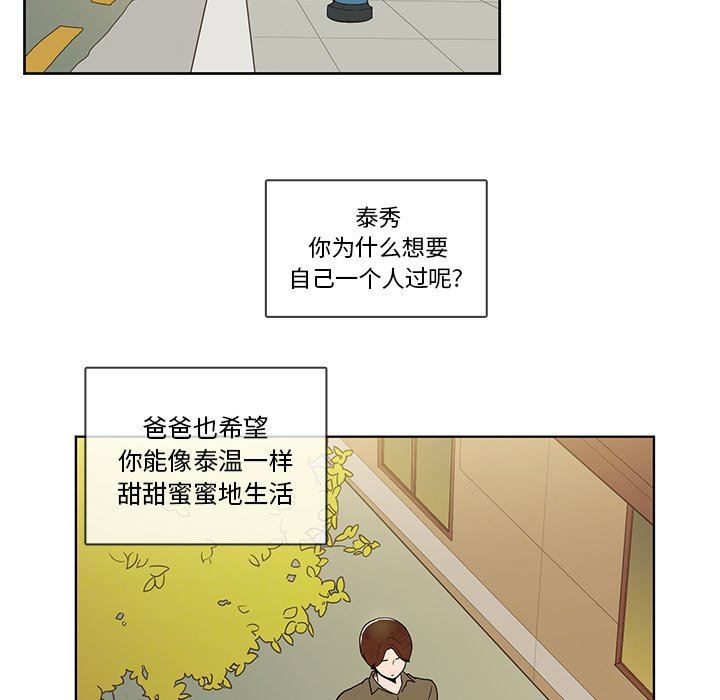 泰秀
你为什么想要
自己一个人过呢?
爸爸也希望
你能像泰温一样
甜甜蜜蜜地生活